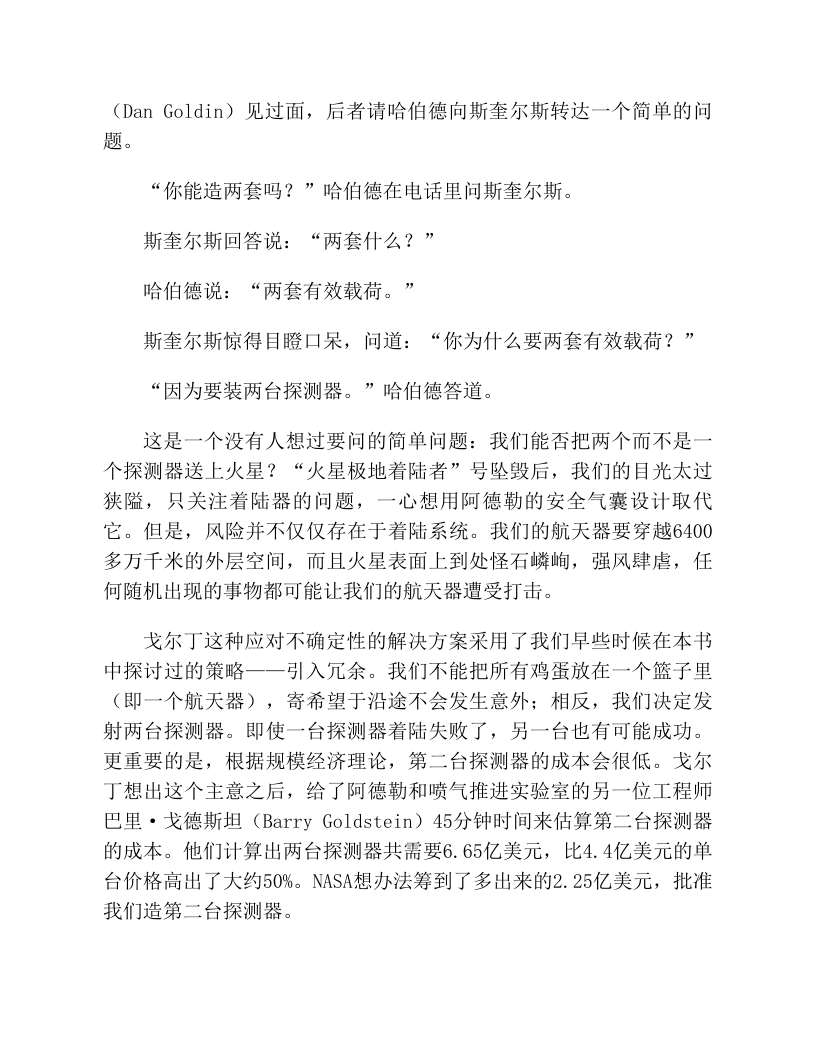 （Dan Goldin）见过面，后者请哈伯德向斯奎尔斯转达一个简单的问
题。
“你能造两套吗？”哈伯德在电话里问斯奎尔斯。
斯奎尔斯回答说：“两套什么？”
哈伯德说：“两套有效载荷。”
斯奎尔斯惊得目瞪口呆，问道：“你为什么要两套有效载荷？”
“因为要装两台探测器。”哈伯德答道。
这是一个没有人想过要问的简单问题：我们能否把两个而不是一
个探测器送上火星？“火星极地着陆者”号坠毁后，我们的目光太过
狭隘，只关注着陆器的问题，一心想用阿德勒的安全气囊设计取代
它。但是，风险并不仅仅存在于着陆系统。我们的航天器要穿越6400
多万千米的外层空间，而且火星表面上到处怪石嶙峋，强风肆虐，任
何随机出现的事物都可能让我们的航天器遭受打击。
戈尔丁这种应对不确定性的解决方案采用了我们早些时候在本书
中探讨过的策略——引入冗余。我们不能把所有鸡蛋放在一个篮子里
（即一个航天器），寄希望于沿途不会发生意外；相反，我们决定发
射两台探测器。即使一台探测器着陆失败了，另一台也有可能成功。
更重要的是，根据规模经济理论，第二台探测器的成本会很低。戈尔
丁想出这个主意之后，给了阿德勒和喷气推进实验室的另一位工程师
巴里·戈德斯坦（Barry Goldstein）45分钟时间来估算第二台探测器
的成本。他们计算出两台探测器共需要6.65亿美元，比4.4亿美元的单
台价格高出了大约50%。NASA想办法筹到了多出来的2.25亿美元，批准
我们造第二台探测器。